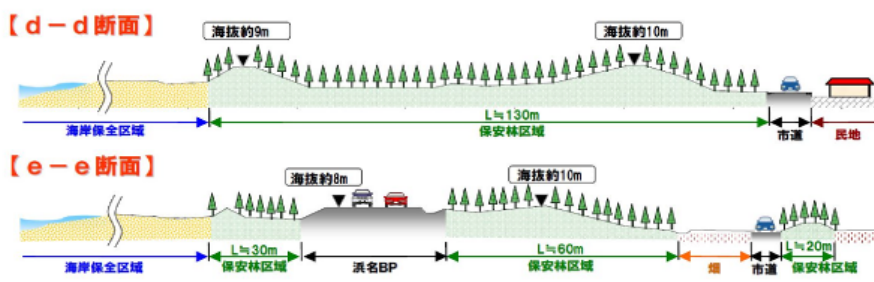 【d-d断面】
海抜約9m
海抜約10m
L≒130m
海岸保全区域
保安林区域
市道
民地
【e-e断面】
海抜約8m
海抜約10m
L≒30m
L≒60m
L≒20m
海岸保全区域
保安林区域
浜名BP
保安林区域
畑
市道
保安林区域